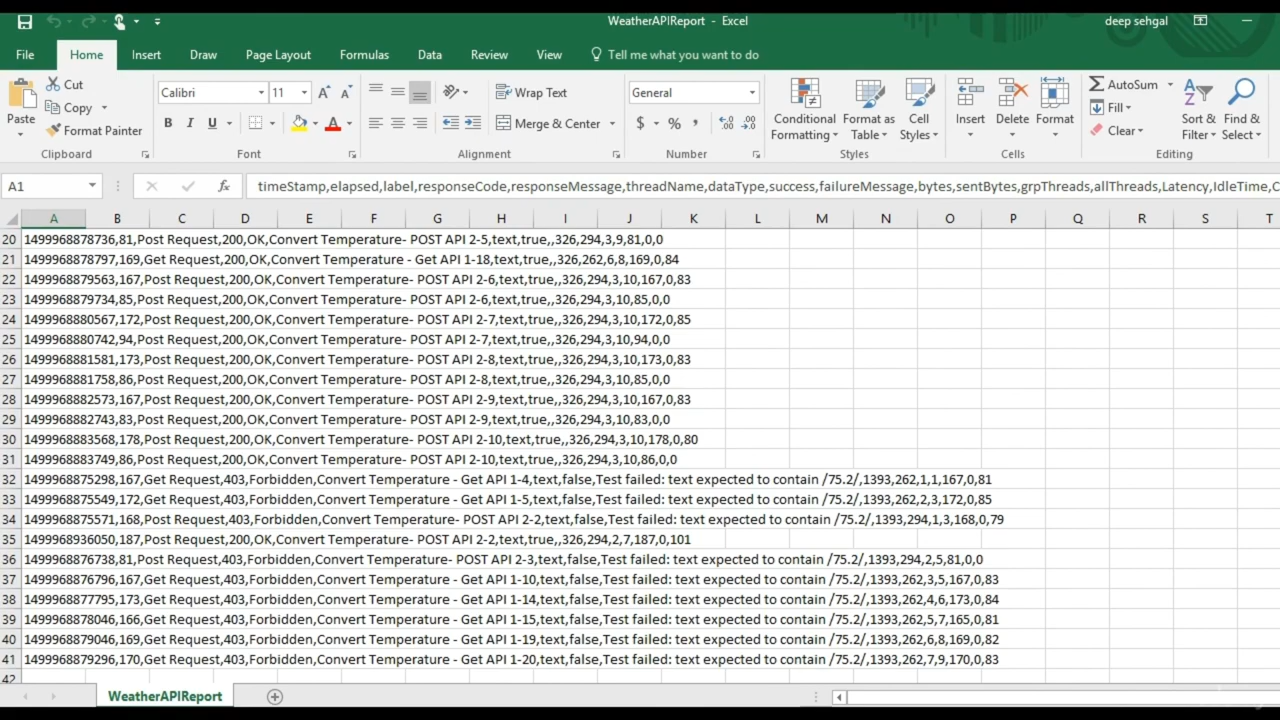 WeatherAPIReport - Excel
deep sehgal
File Home Insert Draw Page Layout Formulas Data Review View Tell me what you want to do
Paste
Cut
Copy
Format Painter
Clipboard
Calibri 11
B I U
Font
Wrap Text
Merge & Center
Alignment
General
$ % ,
Number
Conditional Formatting
Format as Table
Cell Styles
Styles
Insert Delete Format
Cells
AutoSum
Fill
Clear
Sort & Filter
Find & Select
Editing
A1
fx
timeStamp,elapsed,label,responseCode,responseMessage,threadName,dataType,success,failureMessage,bytes,sentBytes,grpThreads,allThreads,Latency,IdleTime,C
A B C D E F G H I J K L M N O P Q R S T
20 1499968878736,81,Post Request,200,OK,Convert Temperature- POST API 2-5,text,true,,326,294,3,9,81,0,0
21 1499968878797,169,Get Request,200,OK,Convert Temperature - Get API 1-18,text,true,,326,262,6,8,169,0,84
22 1499968879563,167,Post Request,200,OK,Convert Temperature- POST API 2-6,text,true,,326,294,3,10,167,0,83
23 1499968879734,85,Post Request,200,OK,Convert Temperature- POST API 2-6,text,true,,326,294,3,10,85,0,0
24 1499968880567,172,Post Request,200,OK,Convert Temperature- POST API 2-7,text,true,,326,294,3,10,172,0,85
25 1499968880742,94,Post Request,200,OK,Convert Temperature- POST API 2-7,text,true,,326,294,3,10,94,0,0
26 1499968881581,173,Post Request,200,OK,Convert Temperature- POST API 2-8,text,true,,326,294,3,10,173,0,83
27 1499968881758,86,Post Request,200,OK,Convert Temperature- POST API 2-8,text,true,,326,294,3,10,85,0,0
28 1499968882573,167,Post Request,200,OK,Convert Temperature- POST API 2-9,text,true,,326,294,3,10,167,0,83
29 1499968882743,83,Post Request,200,OK,Convert Temperature- POST API 2-9,text,true,,326,294,3,10,83,0,0
30 1499968883568,178,Post Request,200,OK,Convert Temperature- POST API 2-10,text,true,,326,294,3,10,178,0,80
31 1499968883749,86,Post Request,200,OK,Convert Temperature- POST API 2-10,text,true,,326,294,3,10,86,0,0
32 1499968875298,167,Get Request,403,Forbidden,Convert Temperature - Get API 1-4,text,false,Test failed: text expected to contain /75.2/,1393,262,1,1,167,0,81
33 1499968875549,172,Get Request,403,Forbidden,Convert Temperature - Get API 1-5,text,false,Test failed: text expected to contain /75.2/,1393,262,2,3,172,0,85
34 1499968875571,168,Post Request,403,Forbidden,Convert Temperature- POST API 2-2,text,false,Test failed: text expected to contain /75.2/,1393,294,1,3,168,0,79
35 1499968936050,187,Post Request,200,OK,Convert Temperature- POST API 2-2,text,true,,326,294,2,7,187,0,101
36 1499968876738,81,Post Request,403,Forbidden,Convert Temperature- POST API 2-3,text,false,Test failed: text expected to contain /75.2/,1393,294,2,5,81,0,0
37 1499968876796,167,Get Request,403,Forbidden,Convert Temperature - Get API 1-10,text,false,Test failed: text expected to contain /75.2/,1393,262,3,5,167,0,83
38 1499968877795,173,Get Request,403,Forbidden,Convert Temperature - Get API 1-14,text,false,Test failed: text expected to contain /75.2/,1393,262,4,6,173,0,84
39 1499968878046,166,Get Request,403,Forbidden,Convert Temperature - Get API 1-15,text,false,Test failed: text expected to contain /75.2/,1393,262,5,7,165,0,81
40 1499968879046,169,Get Request,403,Forbidden,Convert Temperature - Get API 1-19,text,false,Test failed: text expected to contain /75.2/,1393,262,6,8,169,0,82
41 1499968879296,170,Get Request,403,Forbidden,Convert Temperature - Get API 1-20,text,false,Test failed: text expected to contain /75.2/,1393,262,7,9,170,0,83
42
WeatherAPIReport